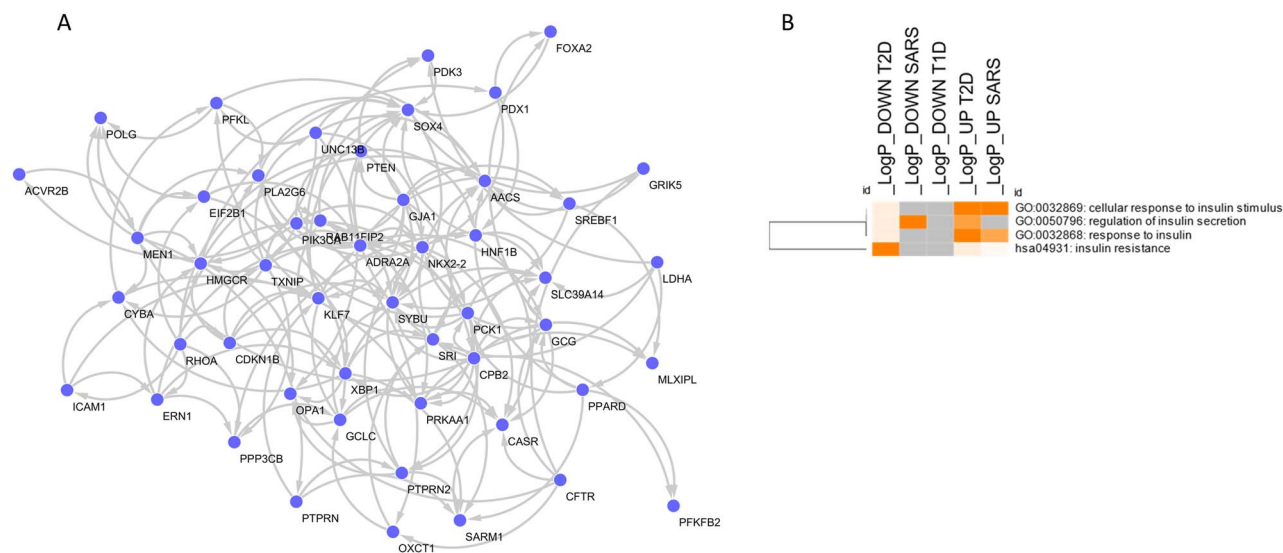 A
B
FOXA2
PDK3
PDX1
PFKL
SOX4
POLG
UNC13B
PTEN
ACVR2B
PLA2G6
AACS
GRIK5
EIF2B1
GJA1
SREBF1
PIK3CA
RAB11FIP2
MEN1
ADRA2A
NKX2-2
HNF1B
HMGCR
TXNIP
SLC39A14
LDHA
CYBA
KLF7
SYBU
PCK1
GCG
RHOA
CDKN1B
SRI
CPB2
MLXIPL
ICAM1
ERN1
XBP1
OPA1
PRKAA1
PPARD
GCLC
CASR
PPP3CB
PTPRN2
CFTR
PTPRN
SARM1
PFKFB2
OXCT1
_LogP_DOWN T2D
_LogP_DOWN SARS
_LogP_DOWN T1D
_LogP_UP T2D
_LogP_UP SARS
id
id
GO:0032869: cellular response to insulin stimulus
GO:0050796: regulation of insulin secretion
GO:0032868: response to insulin
hsa04931: insulin resistance